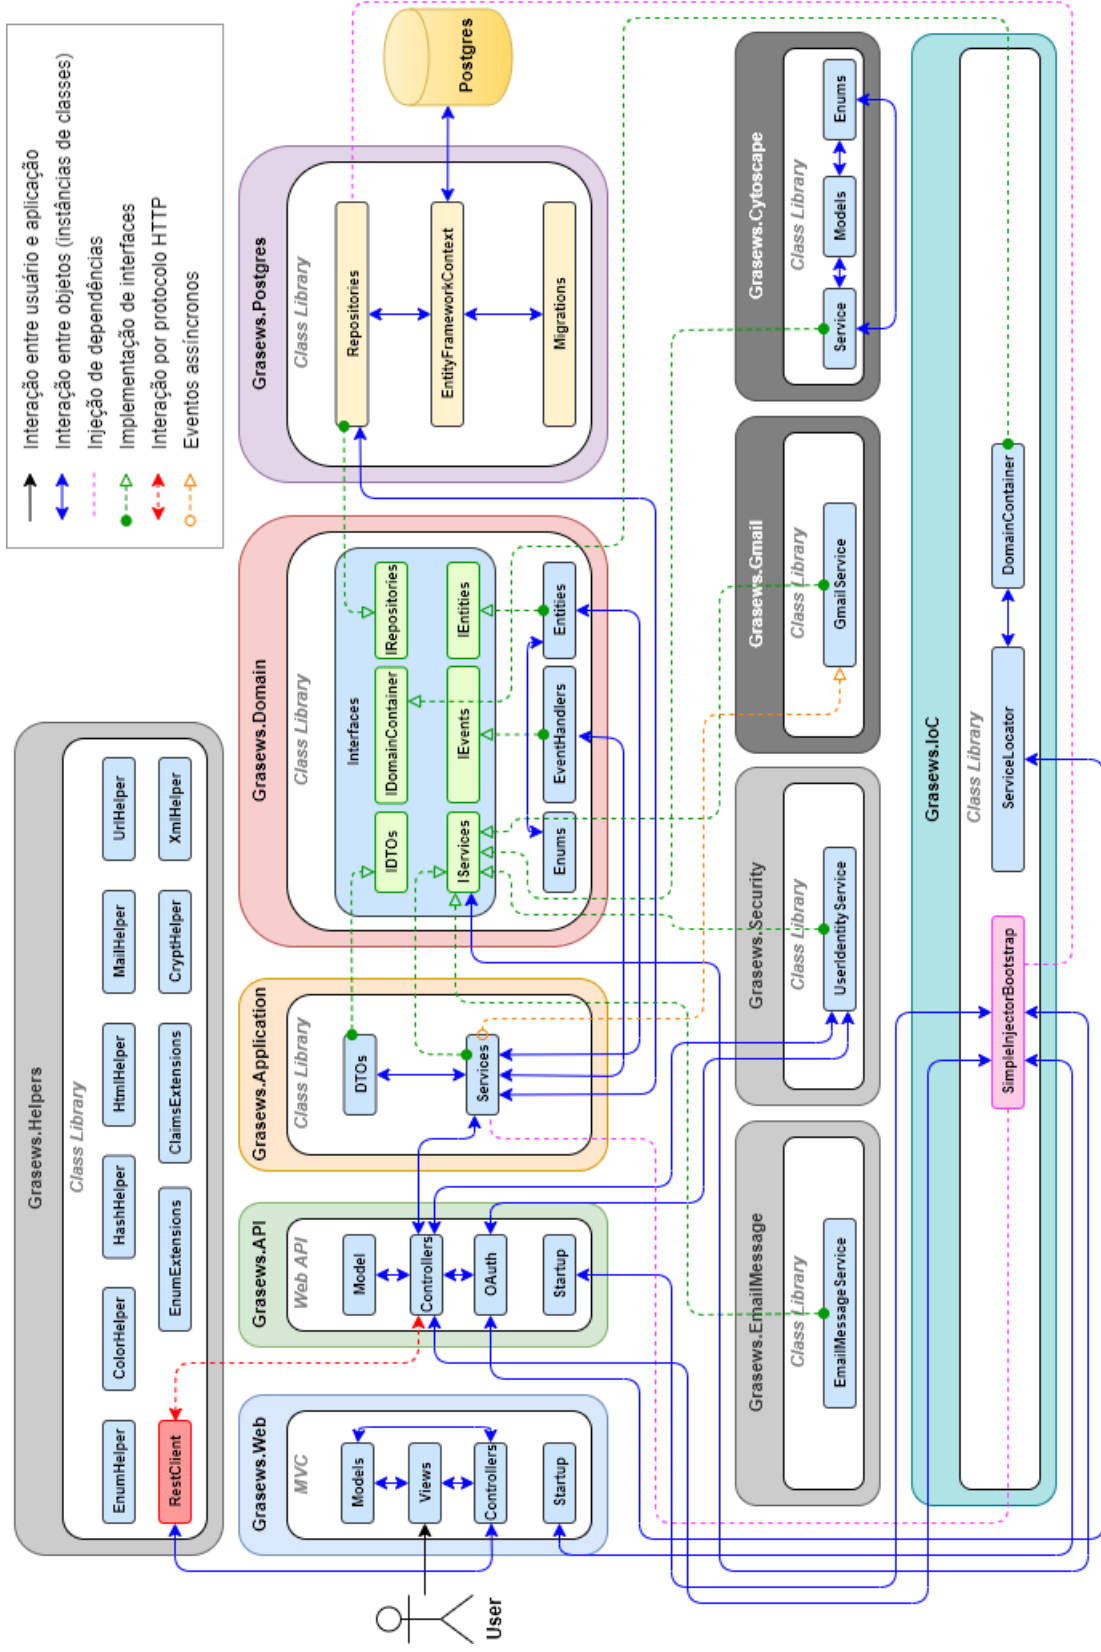 Grasews.Helpers
Class Library
EnumHelper
ColorHelper
HashHelper
HtmlHelper
MailHelper
UrlHelper
RestClient
EnumExtensions
ClaimsExtensions
CryptHelper
XmlHelper
Interação entre usuário e aplicação
Interação entre objetos (instâncias de classes)
Injeção de dependências
Implementação de interfaces
Interação por protocolo HTTP
Eventos assíncronos
User
Grasews.Web
MVC
Models
Views
Controllers
Startup
Grasews.API
Web API
Model
Controllers
OAuth
Startup
Grasews.Application
Class Library
DTOs
Services
Grasews.Domain
Class Library
Interfaces
IDTOs
IDomainContainer
IRepositories
IServices
IEvents
IEntities
Enums
EventHandlers
Entities
Grasews.Postgres
Class Library
Repositories
EntityFrameworkContext
Migrations
Postgres
Grasews.EmailMessage
Class Library
EmailMessageService
Grasews.Security
Class Library
UserIdentityService
Grasews.Gmail
Class Library
GmailService
Grasews.Cytoscape
Class Library
Service
Models
Enums
Grasews.IoC
Class Library
SimpleInjectorBootstrap
ServiceLocator
DomainContainer